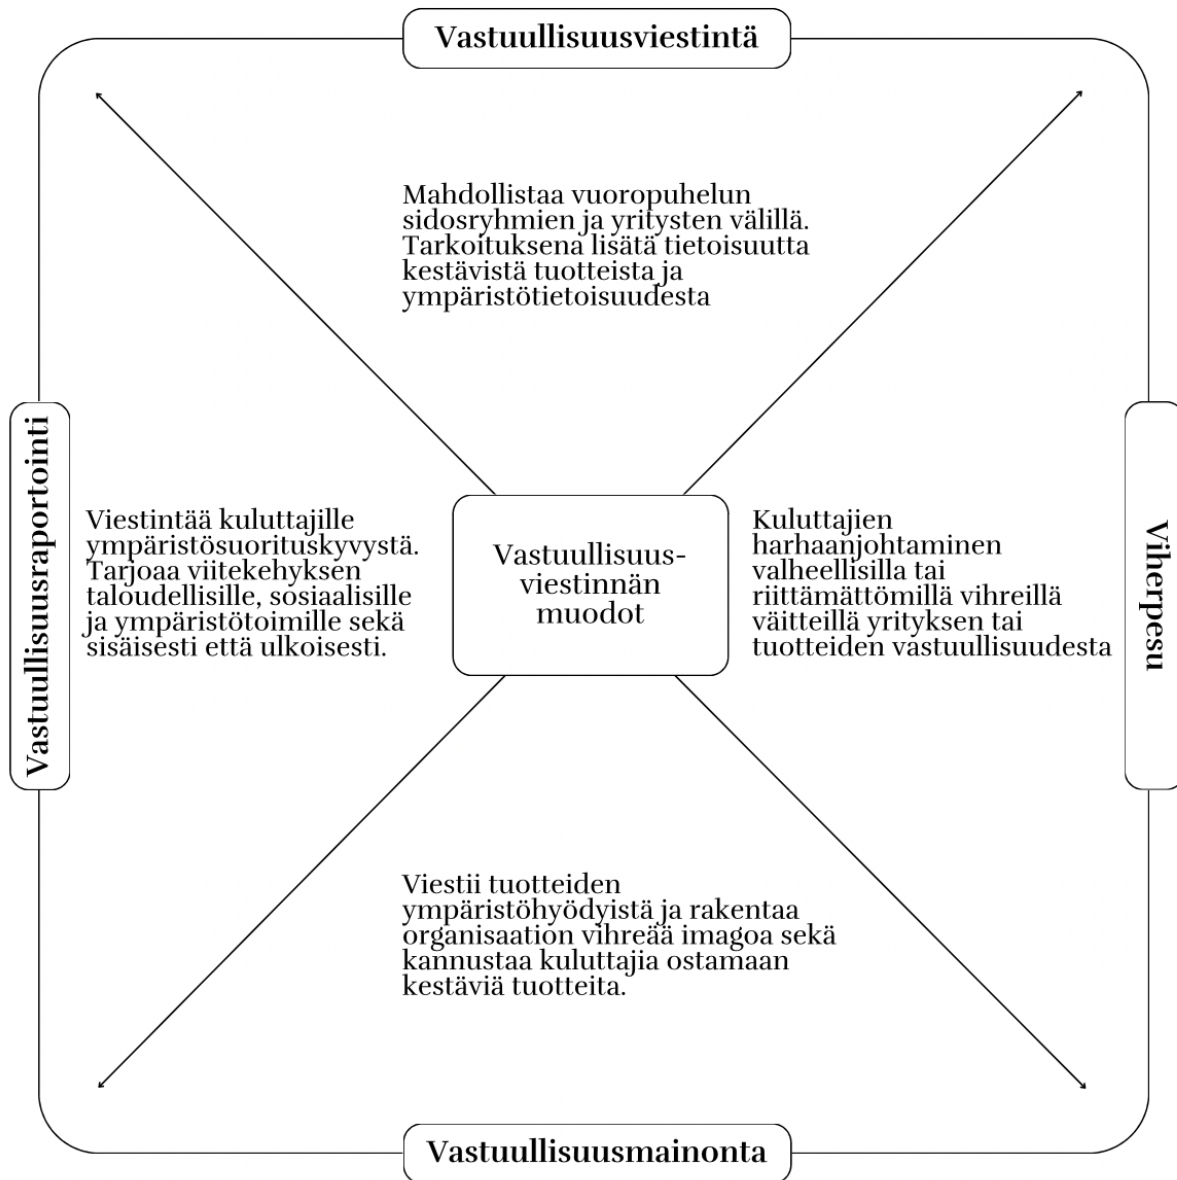 Vastuullisuusviestintä
Mahdollistaa vuoropuhelun
sidosryhmien ja yritysten välillä.
Tarkoituksena lisätä tietoisuutta
kestävistä tuotteista ja
ympäristötietoisuudesta
Vastuullisuusraportointi
Viestintää kuluttajille
ympäristösuorituskyvystä.
Tarjoaa viitekehyksen
taloudellisille, sosiaalisille
ja ympäristötoimille sekä
sisäisesti että ulkoisesti.
Vastuullisuus-
viestinnän
muodot
Kuluttajien
harhaanjohtaminen
valheellisilla tai
riittämättömillä vihreillä
väitteillä yrityksen tai
tuotteiden vastuullisuudesta
Viherpesu
Viestii tuotteiden
ympäristöhyödyistä ja rakentaa
organisaation vihreää imagoa sekä
kannustaa kuluttajia ostamaan
kestäviä tuotteita.
Vastuullisuusmainonta